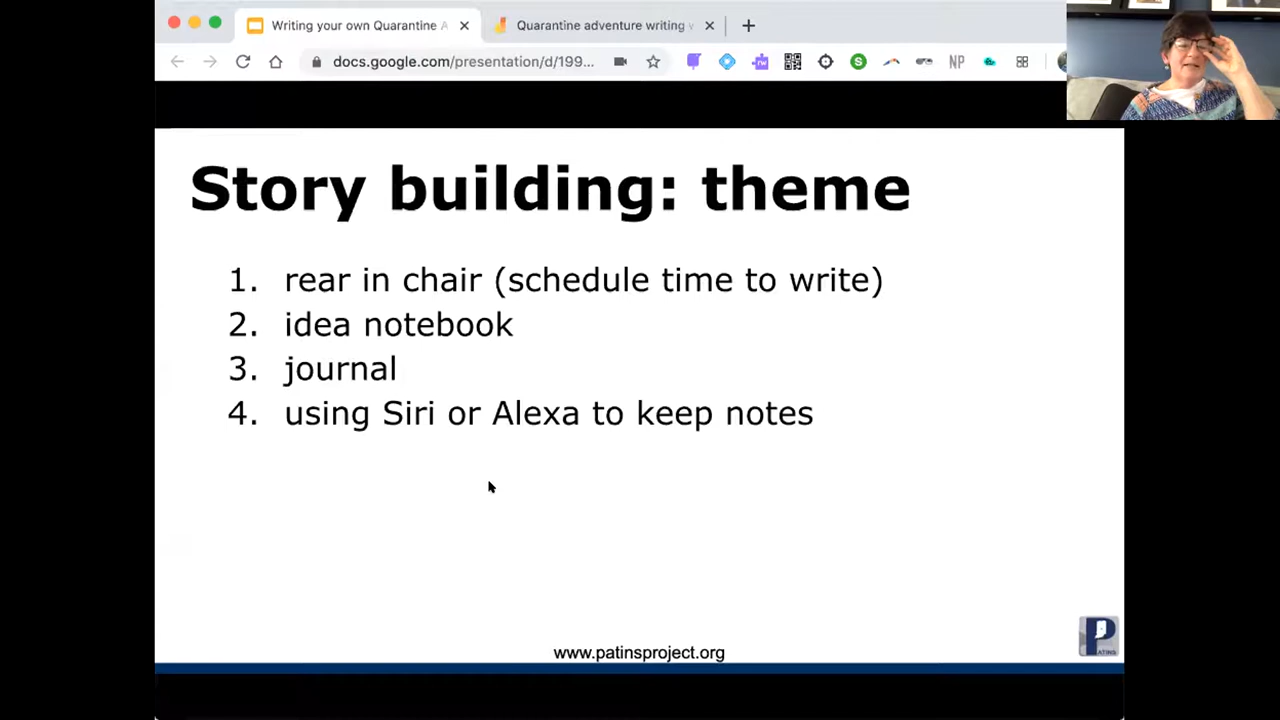 Writing your own Quarantine A
Quarantine adventure writing v
docs.google.com/presentation/d/199...
NP
Story building: theme
1. rear in chair (schedule time to write)
2. idea notebook
3. journal
4. using Siri or Alexa to keep notes
PATINS
www.patinsproject.org